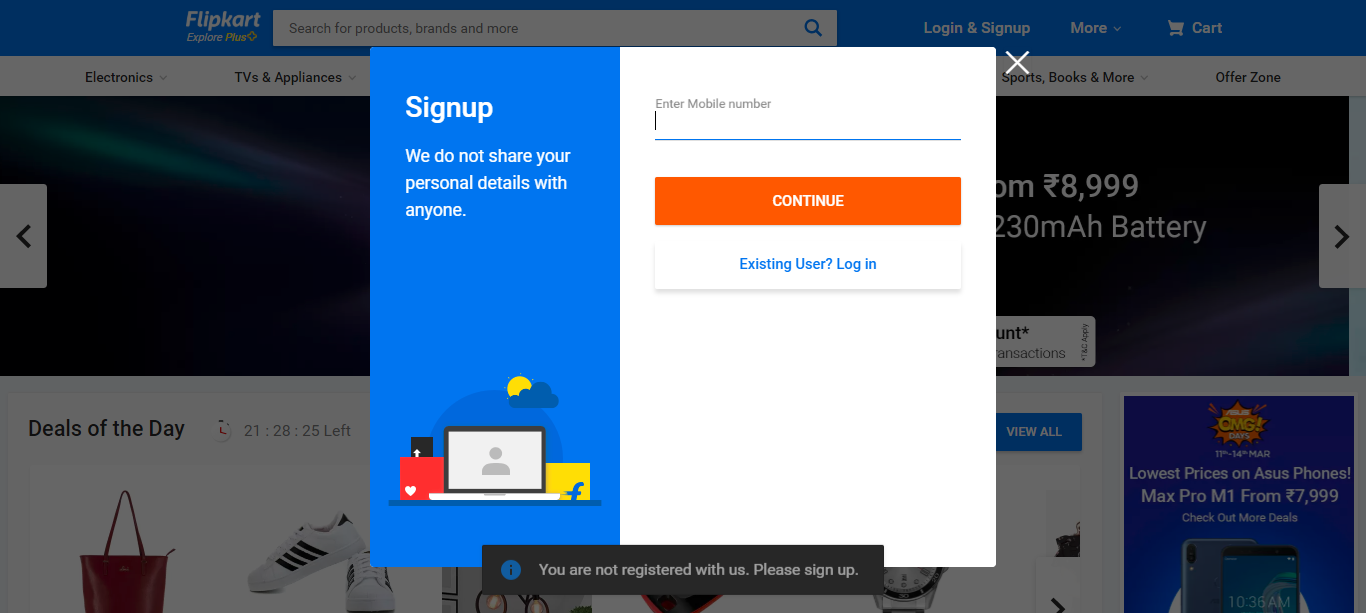 Flipkart
Explore Plus
Search for products, brands and more
Login & Signup
More
Cart
Electronics
TVs & Appliances
Sports, Books & More
Offer Zone
Signup
We do not share your
personal details with
anyone.
Enter Mobile number
CONTINUE
Existing User? Log in
₹8,999
230mAh Battery
*T&C Apply
Deals of the Day
21 : 28 : 25 Left
VIEW ALL
ASUS
OMG!
DAYS
11TH-14TH MAR
Lowest Prices on Asus Phones!
Max Pro M1 From ₹7,999
Check Out More Deals
10:36 AM
You are not registered with us. Please sign up.